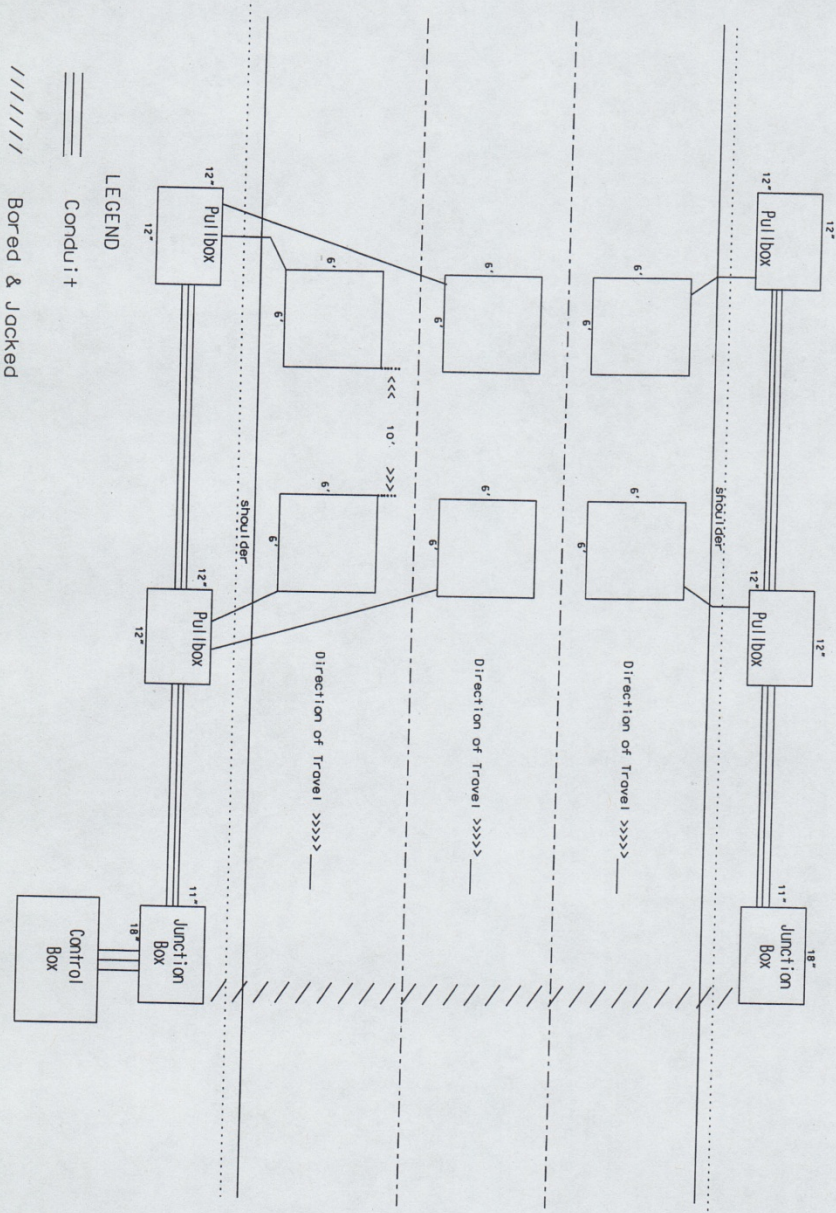 12" 12" 18"
Pullbox Pullbox Junction
Box
12" 12" 11"
shoulder
6' 6' Direction of Travel >>>>>
6' 6'
6' 6' Direction of Travel >>>>>
6' 6'
<<< 10' >>>
6' 6' Direction of Travel >>>>>
6' 6'
shoulder
12" 12" 11"
Pullbox Pullbox Junction
Box
12" 12" 18"
LEGEND
Control
Box
Conduit
Bored & Jacked